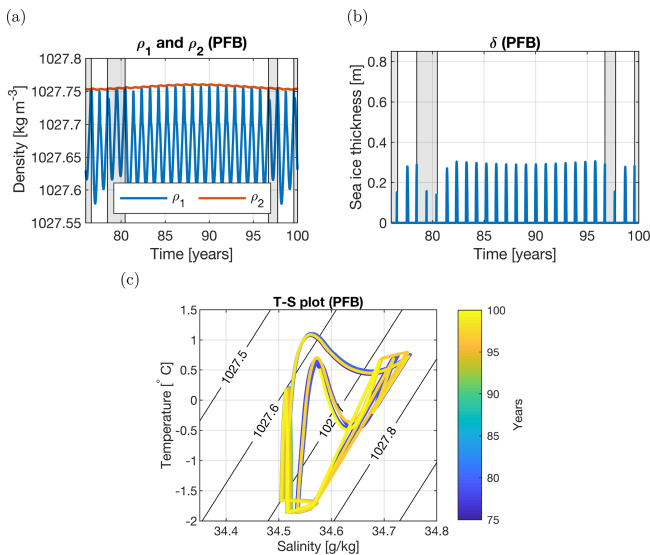 (a)
ρ1 and ρ2 (PFB)
Density [kg m-3]
1027.8
1027.75
1027.7
1027.65
1027.6
1027.55
80
85
90
95
100
Time [years]
ρ1
ρ2
(b)
δ (PFB)
Sea ice thickness [m]
0.8
0.6
0.4
0.2
0
80
85
90
95
100
Time [years]
(c)
T-S plot (PFB)
Temperature [° C]
1.5
1
0.5
0
-0.5
-1
-1.5
-2
34.4
34.5
34.6
34.7
34.8
Salinity [g/kg]
1027.5
1027.6
1027.8
100
95
90
85
80
75
Years